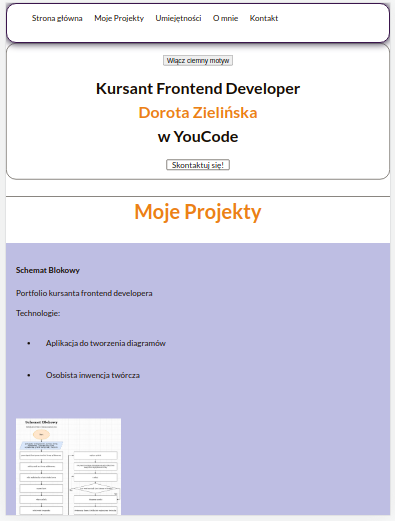 Strona główna Moje Projekty Umiejętności O mnie Kontakt
Włącz ciemny motyw
Kursant Frontend Developer
Dorota Zielińska
w YouCode
Skontaktuj się!
Moje Projekty
Schemat Blokowy
Portfolio kursanta frontend developera
Technologie:
Aplikacja do tworzenia diagramów
Osobista inwencja twórcza
Schemat Blokowy